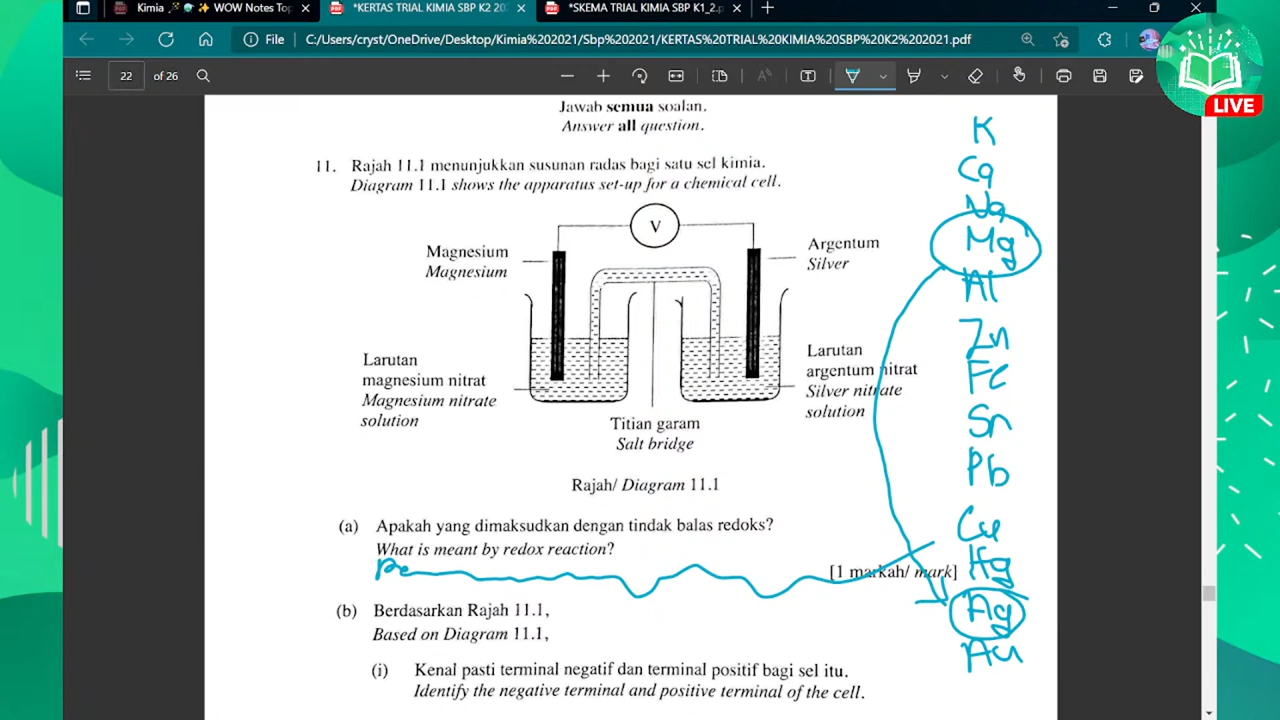 Kimia 🪄 🧑‍🚀 ✨ WOW Notes Top
*KERTAS TRIAL KIMIA SBP K2 202
*SKEMA TRIAL KIMIA SBP K1_2.p
File
C:/Users/cryst/OneDrive/Desktop/Kimia%202021/Sbp%202021/KERTAS%20TRIAL%20KIMIA%20SBP%20K2%202021.pdf
22 of 26
LIVE
Jawab semua soalan.
Answer all question.
11. Rajah 11.1 menunjukkan susunan radas bagi satu sel kimia.
Diagram 11.1 shows the apparatus set-up for a chemical cell.
V
Magnesium
Magnesium
Argentum
Silver
Larutan
magnesium nitrat
Magnesium nitrate
solution
Larutan
argentum nitrat
Silver nitrate
solution
Titian garam
Salt bridge
Rajah/ Diagram 11.1
(a) Apakah yang dimaksudkan dengan tindak balas redoks?
What is meant by redox reaction?
[1 markah/ mark]
(b) Berdasarkan Rajah 11.1,
Based on Diagram 11.1,
(i) Kenal pasti terminal negatif dan terminal positif bagi sel itu.
Identify the negative terminal and positive terminal of the cell.
K
Ca
Na
Mg
Al
Zn
Fe
Sn
Pb
Cu
Hg
Ag
Au